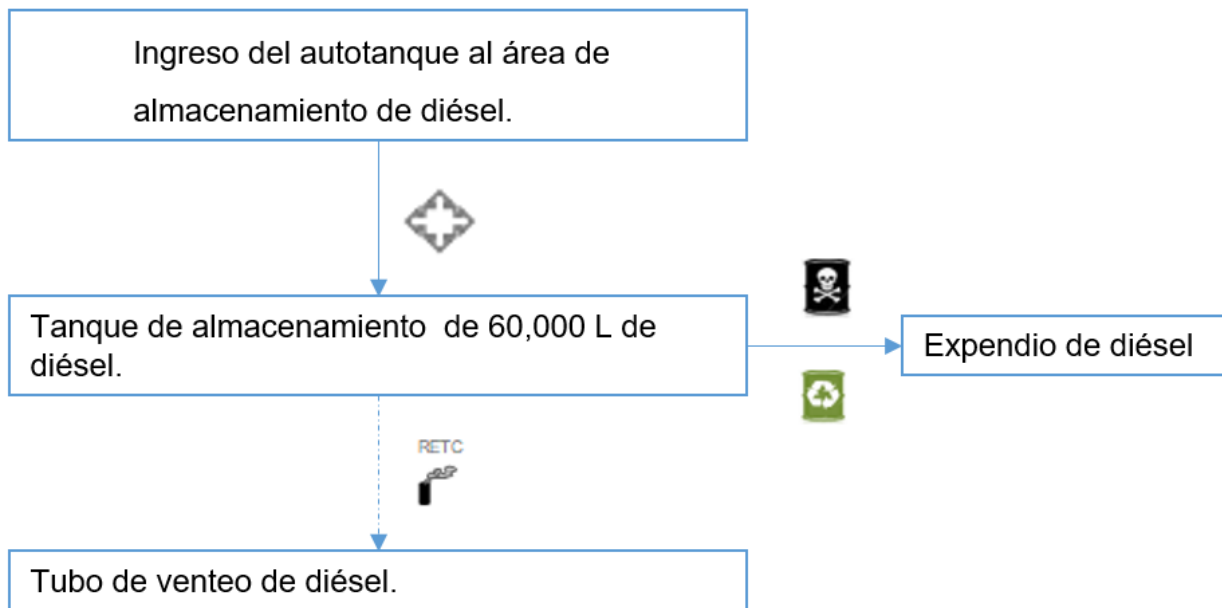 Ingreso del autotanque al área de
almacenamiento de diésel.
Tanque de almacenamiento  de 60,000 L de
diésel.
Expendio de diésel
RETC
Tubo de venteo de diésel.